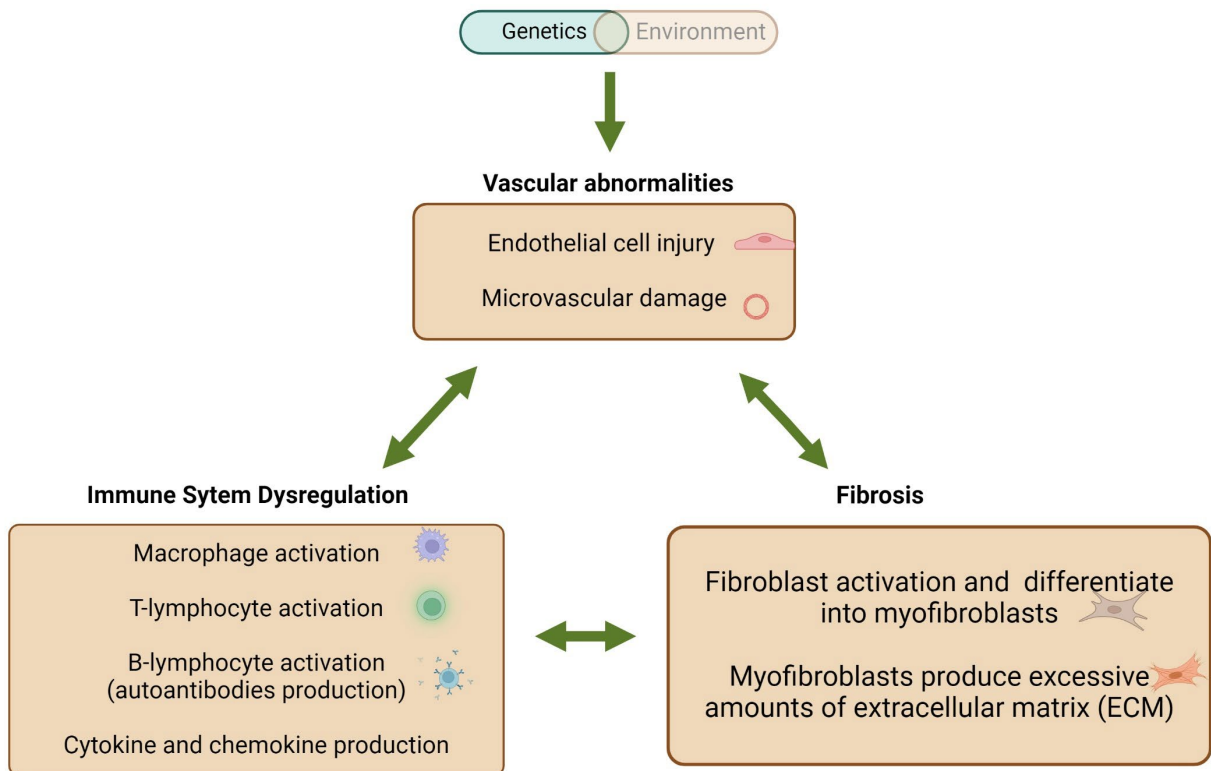 Genetics
Environment
Vascular abnormalities
Endothelial cell injury
Microvascular damage
Immune Sytem Dysregulation
Macrophage activation
T-lymphocyte activation
B-lymphocyte activation
(autoantibodies production)
Cytokine and chemokine production
Fibrosis
Fibroblast activation and differentiate
into myofibroblasts
Myofibroblasts produce excessive
amounts of extracellular matrix (ECM)